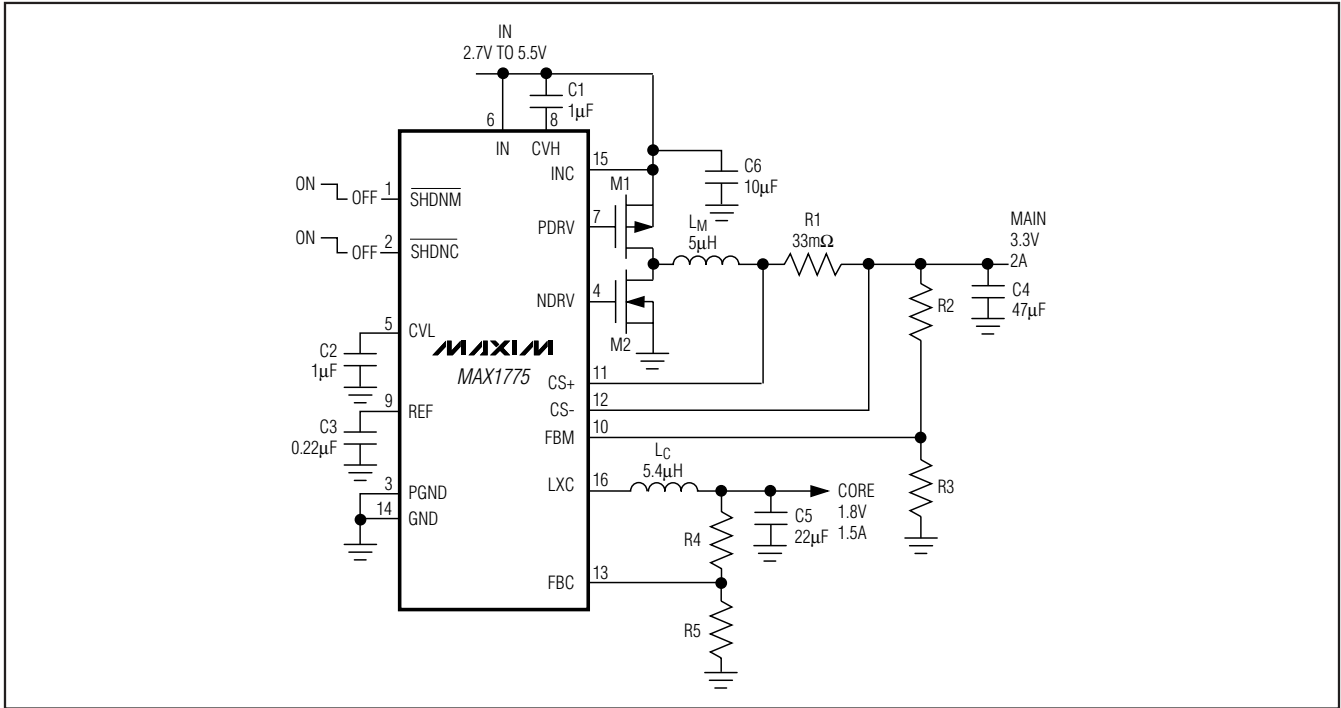 IN
2.7V TO 5.5V
C1
1μF
6
8
IN
CVH
15
INC
C6
10μF
ON
OFF
1
SHDNM
M1
7
PDRV
LM
5μH
R1
33mΩ
MAIN
3.3V
2A
ON
OFF
2
SHDNC
4
NDRV
M2
R2
C4
47μF
5
CVL
C2
1μF
MAXIM
MAX1775
11
CS+
12
CS-
9
REF
C3
0.22μF
10
FBM
LC
5.4μH
16
LXC
CORE
1.8V
1.5A
R3
3
PGND
14
GND
C5
22μF
R4
13
FBC
R5